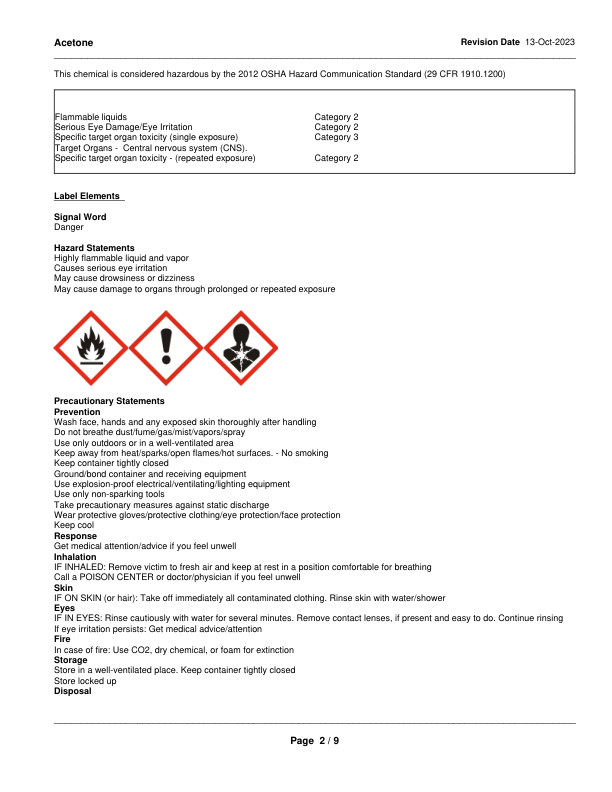 Acetone
Revision Date 13-Oct-2023
This chemical is considered hazardous by the 2012 OSHA Hazard Communication Standard (29 CFR 1910.1200)
Flammable liquids Category 2
Serious Eye Damage/Eye Irritation Category 2
Specific target organ toxicity (single exposure) Category 3
Target Organs - Central nervous system (CNS).
Specific target organ toxicity - (repeated exposure) Category 2
Label Elements
Signal Word
Danger
Hazard Statements
Highly flammable liquid and vapor
Causes serious eye irritation
May cause drowsiness or dizziness
May cause damage to organs through prolonged or repeated exposure
Precautionary Statements
Prevention
Wash face, hands and any exposed skin thoroughly after handling
Do not breathe dust/fume/gas/mist/vapors/spray
Use only outdoors or in a well-ventilated area
Keep away from heat/sparks/open flames/hot surfaces. - No smoking
Keep container tightly closed
Ground/bond container and receiving equipment
Use explosion-proof electrical/ventilating/lighting equipment
Use only non-sparking tools
Take precautionary measures against static discharge
Wear protective gloves/protective clothing/eye protection/face protection
Keep cool
Response
Get medical attention/advice if you feel unwell
Inhalation
IF INHALED: Remove victim to fresh air and keep at rest in a position comfortable for breathing
Call a POISON CENTER or doctor/physician if you feel unwell
Skin
IF ON SKIN (or hair): Take off immediately all contaminated clothing. Rinse skin with water/shower
Eyes
IF IN EYES: Rinse cautiously with water for several minutes. Remove contact lenses, if present and easy to do. Continue rinsing
If eye irritation persists: Get medical advice/attention
Fire
In case of fire: Use CO2, dry chemical, or foam for extinction
Storage
Store in a well-ventilated place. Keep container tightly closed
Store locked up
Disposal
Page 2 / 9